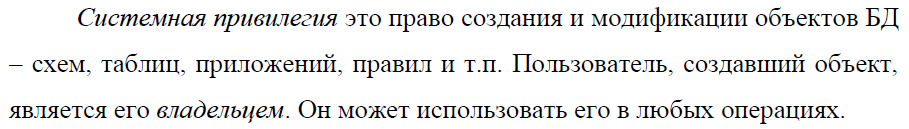 Системная привилегия это право создания и модификации объектов БД
– схем, таблиц, приложений, правил и т.п. Пользователь, создавший объект,
является его владельцем. Он может использовать его в любых операциях.